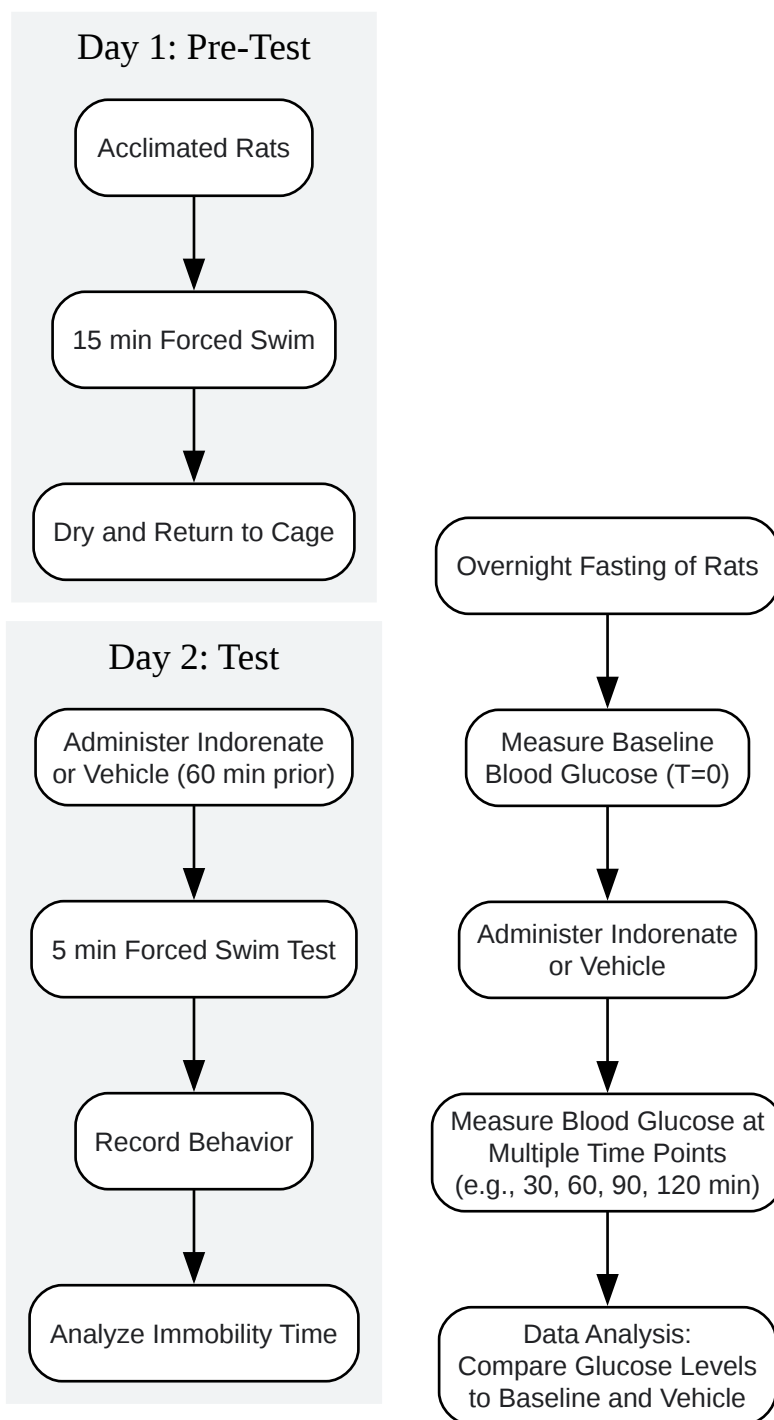 Day 1: Pre-Test
Acclimated Rats
15 min Forced Swim
Dry and Return to Cage
Day 2: Test
Administer Indorenate
or Vehicle (60 min prior)
5 min Forced Swim Test
Record Behavior
Analyze Immobility Time
Overnight Fasting of Rats
Measure Baseline
Blood Glucose (T=0)
Administer Indorenate
or Vehicle
Measure Blood Glucose at
Multiple Time Points
(e.g., 30, 60, 90, 120 min)
Data Analysis:
Compare Glucose Levels
to Baseline and Vehicle